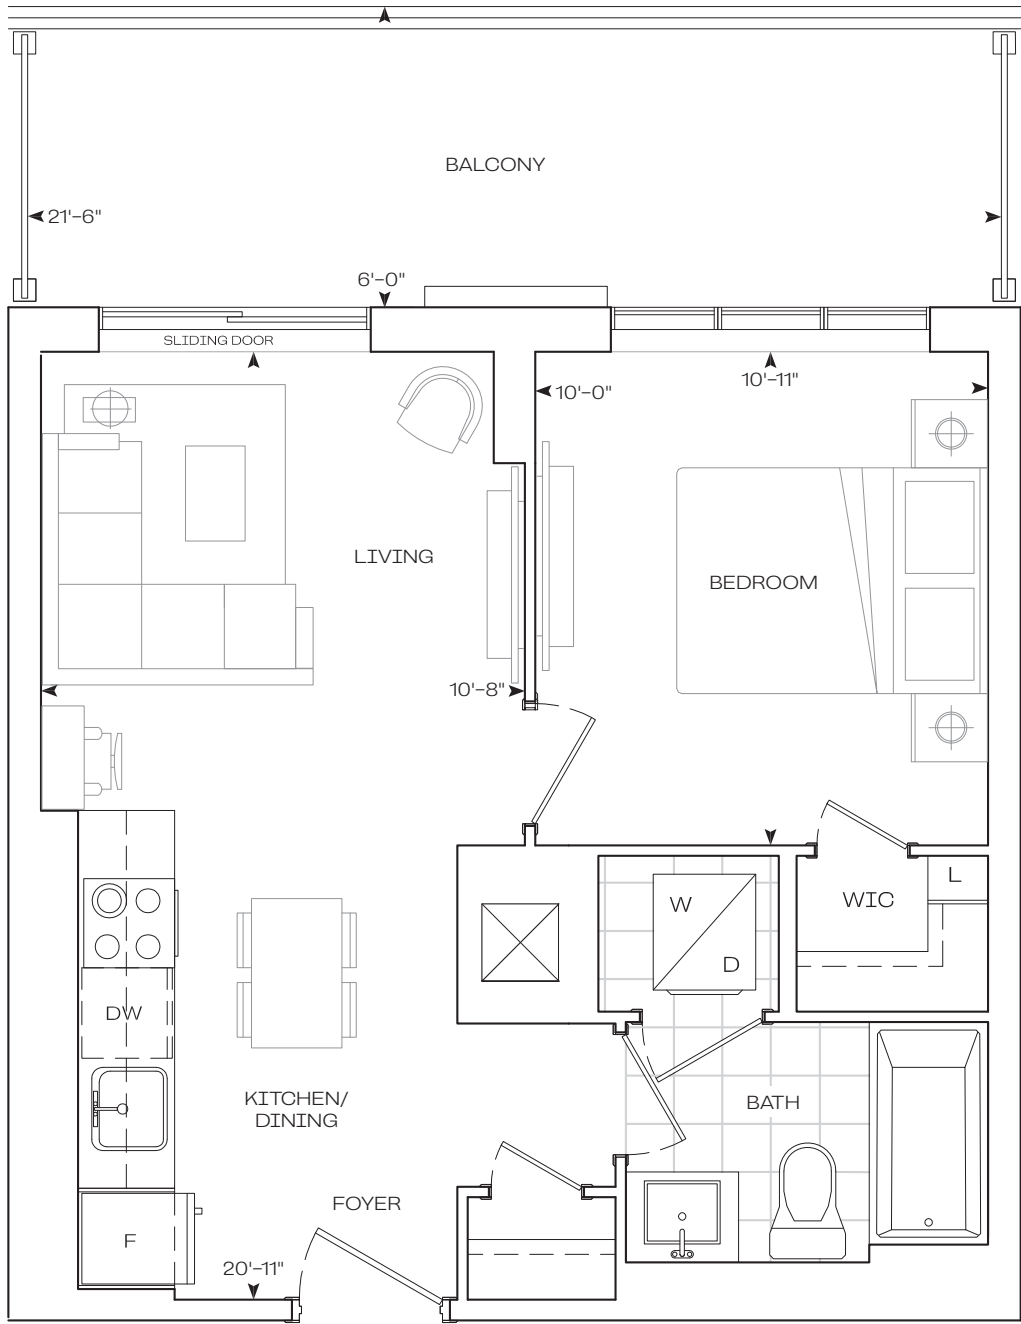 BALCONY
21'-6"
6'-0"
SLIDING DOOR
10'-11"
10'-0"
LIVING
BEDROOM
10'-8"
L
WIC
W
D
DW
KITCHEN/
DINING
BATH
FOYER
F
20'-11"